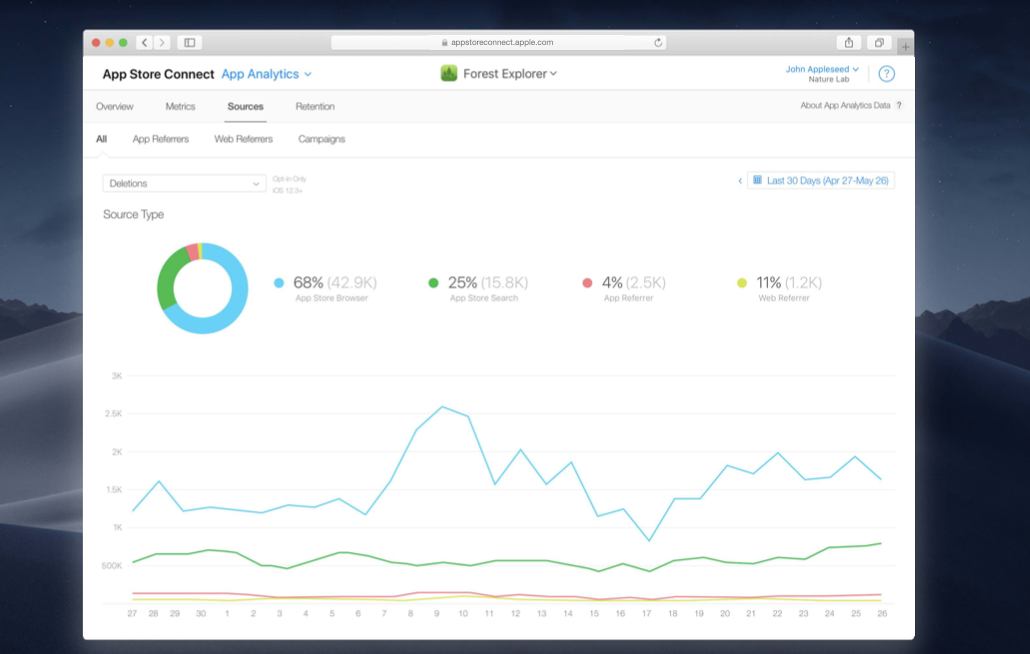 appstoreconnect.apple.com
App Store Connect App Analytics
Forest Explorer
John Appleseed
Nature Lab
?
Overview Metrics Sources Retention
About App Analytics Data ?
All App Referrers Web Referrers Campaigns
Deletions
Opt-in Only
iOS 12.3+
Last 30 Days (Apr 27-May 26)
Source Type
68% (42.9K)
App Store Browser
25% (15.8K)
App Store Search
4% (2.5K)
App Referrer
11% (1.2K)
Web Referrer
3K
2.5K
2K
1.5K
1K
500K
27 28 29 30 1 2 3 4 5 6 7 8 9 10 11 12 13 14 15 16 17 18 19 20 21 22 23 24 25 26